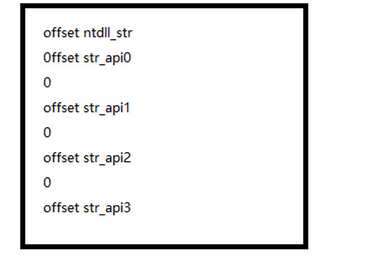 offset ntdll_str
0ffset str_api0
0
offset str_api1
0
offset str_api2
0
offset str_api3